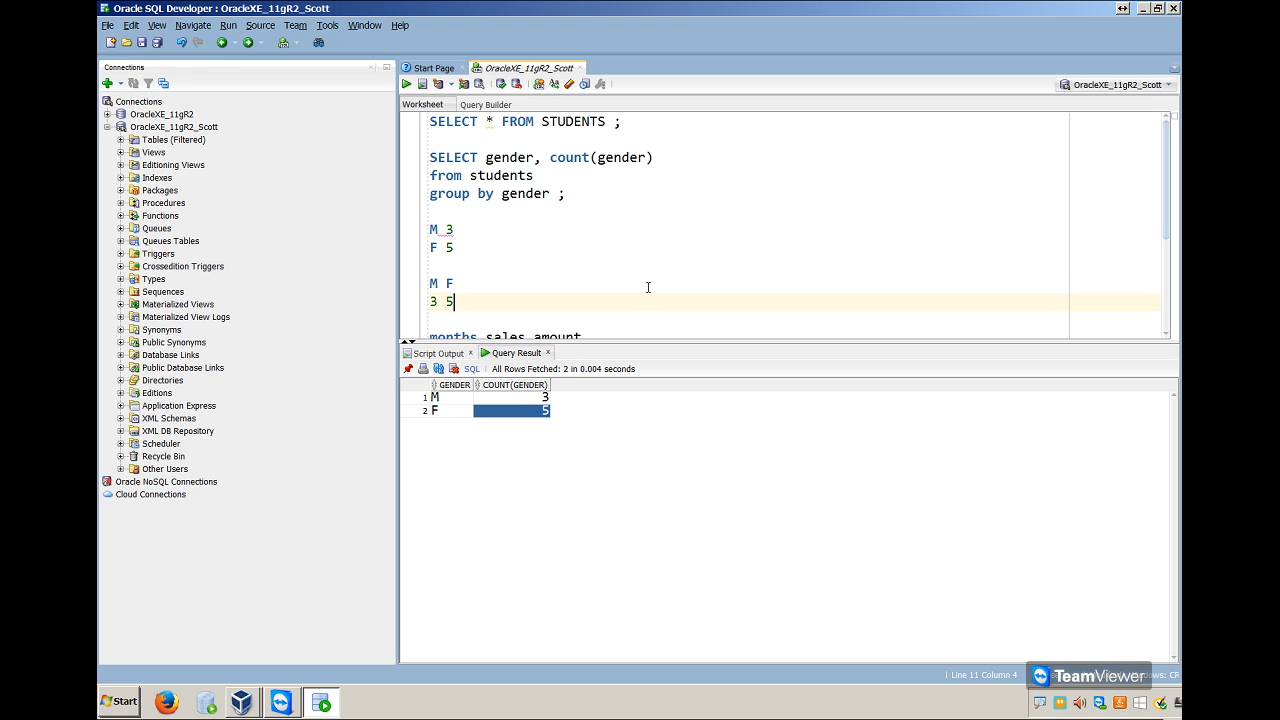 Oracle SQL Developer : OracleXE_11gR2_Scott
File Edit View Navigate Run Source Team Tools Window Help
Connections
Connections
OracleXE_11gR2
OracleXE_11gR2_Scott
Tables (Filtered)
Views
Editioning Views
Indexes
Packages
Procedures
Functions
Queues
Queues Tables
Triggers
Crossedition Triggers
Types
Sequences
Materialized Views
Materialized View Logs
Synonyms
Public Synonyms
Database Links
Public Database Links
Directories
Editions
Application Express
XML Schemas
XML DB Repository
Scheduler
Recycle Bin
Other Users
Oracle NoSQL Connections
Cloud Connections
Start Page OracleXE_11gR2_Scott
OracleXE_11gR2_Scott
Worksheet Query Builder
SELECT * FROM STUDENTS ;
SELECT gender, count(gender)
from students
group by gender ;
M 3
F 5
M F
3 5
months sales amount
Script Output Query Result
SQL All Rows Fetched: 2 in 0.004 seconds
GENDER COUNT(GENDER)
1 M 3
2 F 5
Line 11 Column 4
TeamViewer
Start